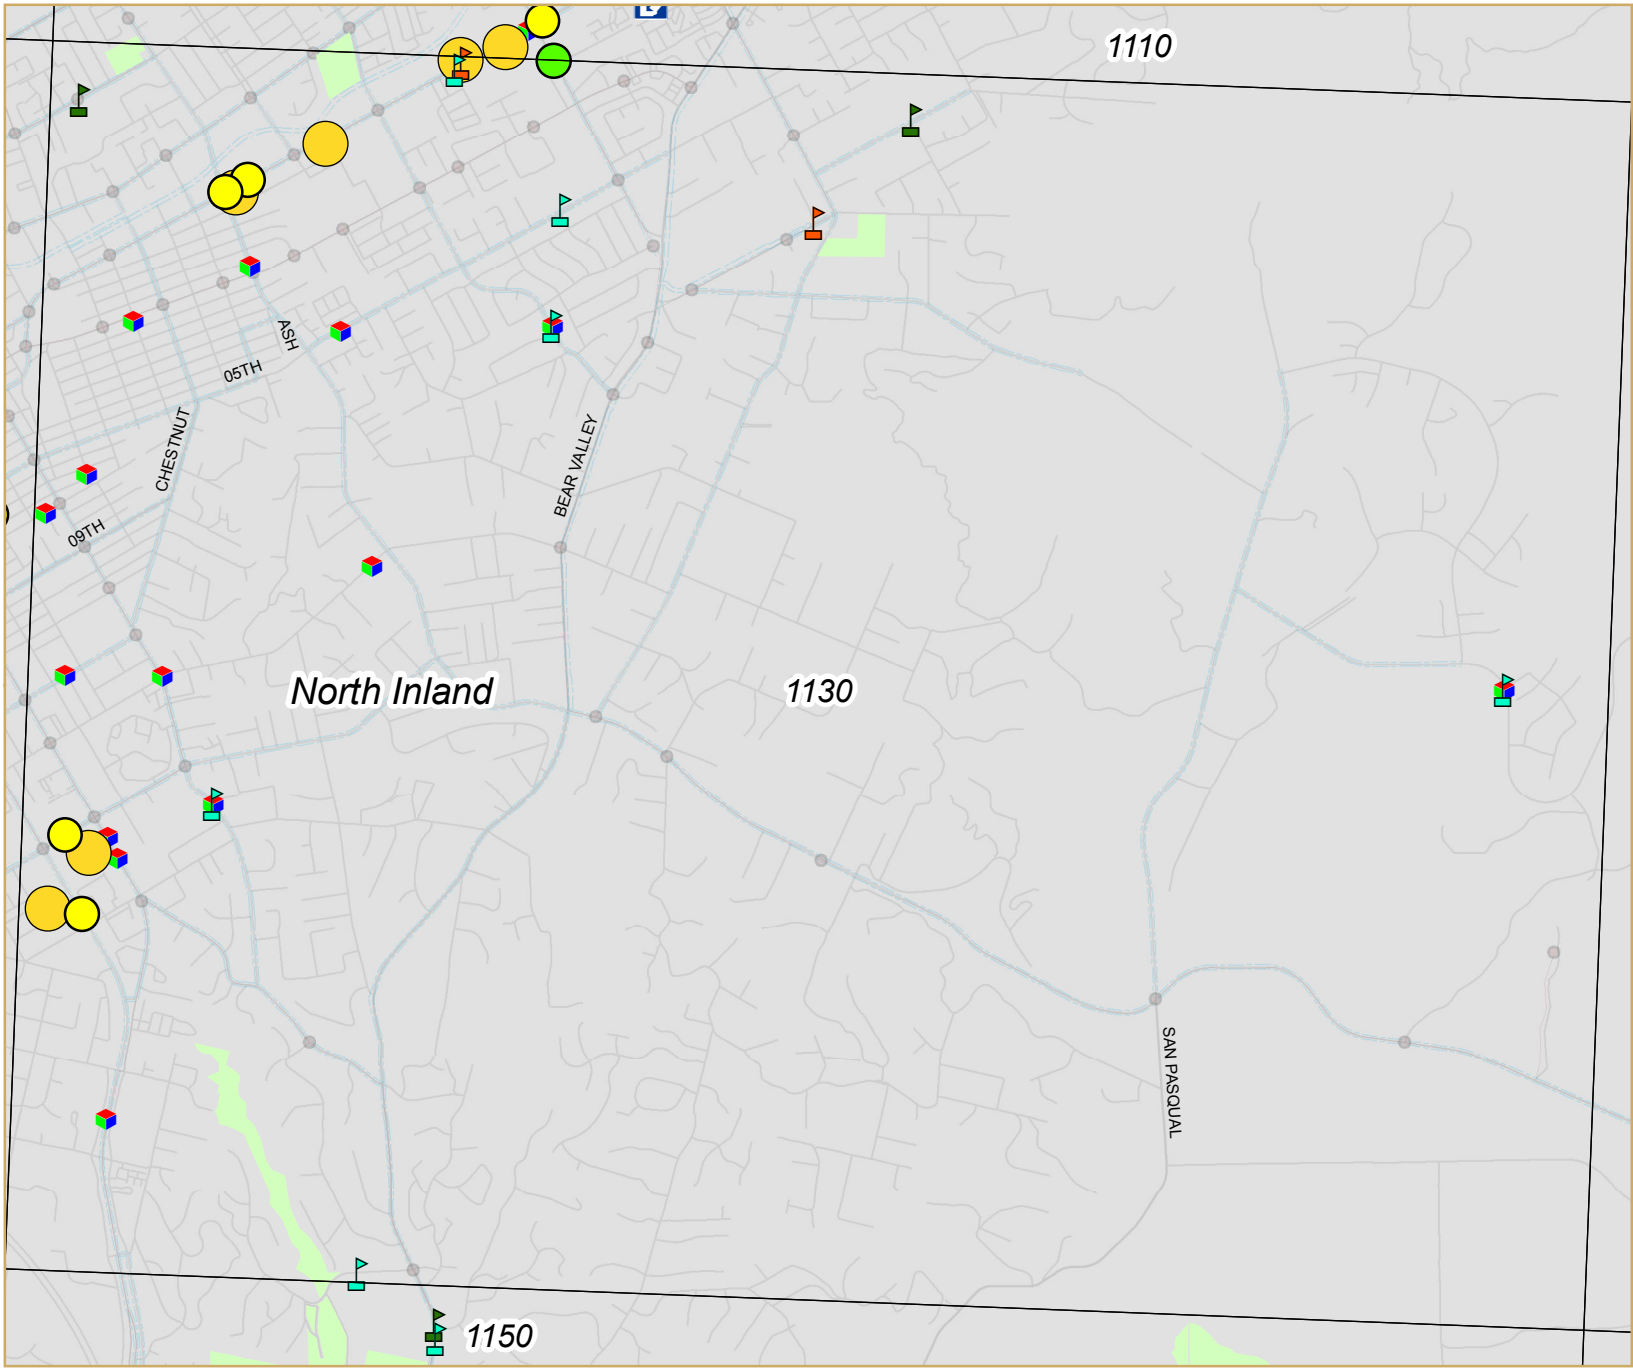 1110
ASH
05TH
CHESTNUT
BEAR VALLEY
09TH
North Inland
1130
SAN PASQUAL
1150